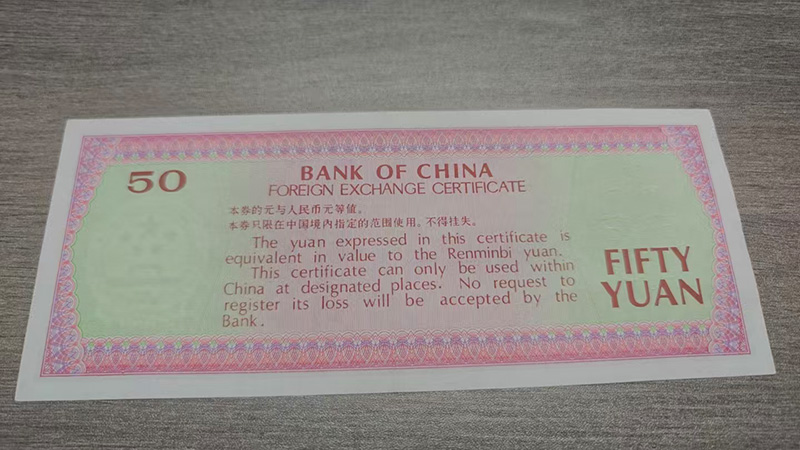 50
BANK OF CHINA
FOREIGN EXCHANGE CERTIFICATE
本券的元与人民币元等值。
本券只限在中国境内指定的范围使用。不得挂失。
The yuan expressed in this certificate is
equivalent in value to the Renminbi yuan.
This certificate can only be used within
China at designated places. No request to
register its loss will be accepted by the
Bank.
FIFTY
YUAN